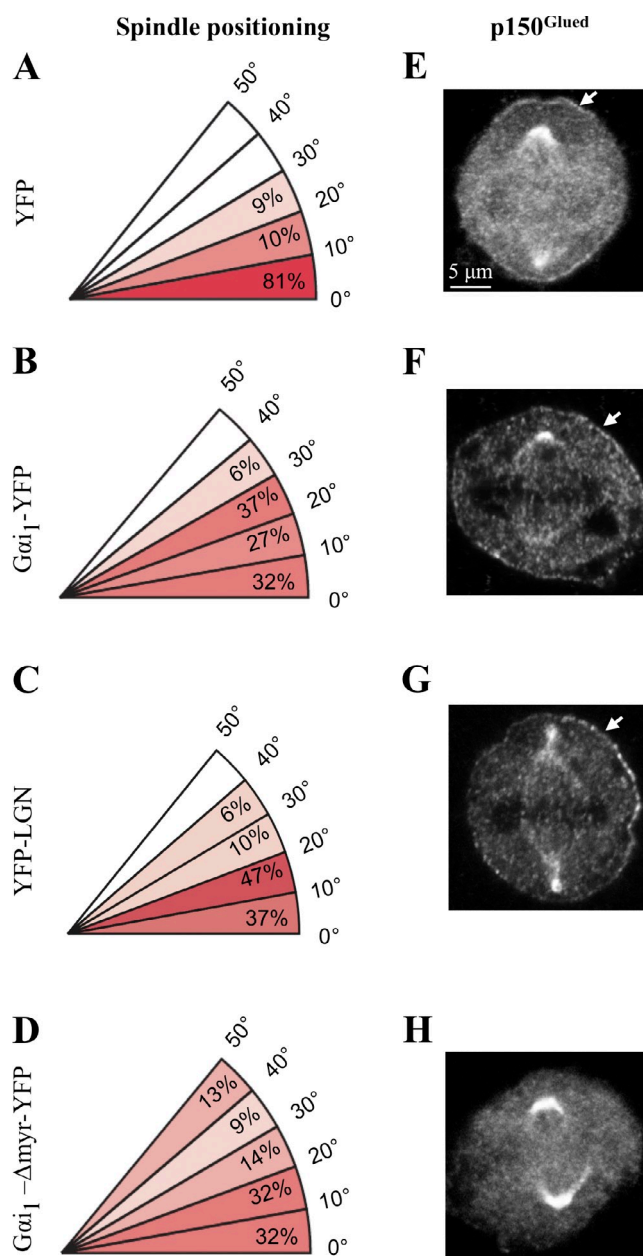 Spindle positioning
p150Glued
A
YFP
50°
40°
30°
20°
10°
0°
9%
10%
81%
E
5 μm
B
Gαi1-YFP
50°
40°
30°
20°
10°
0°
6%
37%
27%
32%
F
C
YFP-LGN
50°
40°
30°
20°
10°
0°
6%
10%
47%
37%
G
D
Gαi1 –Δmyr-YFP
50°
40°
30°
20°
10°
0°
13%
9%
14%
32%
32%
H